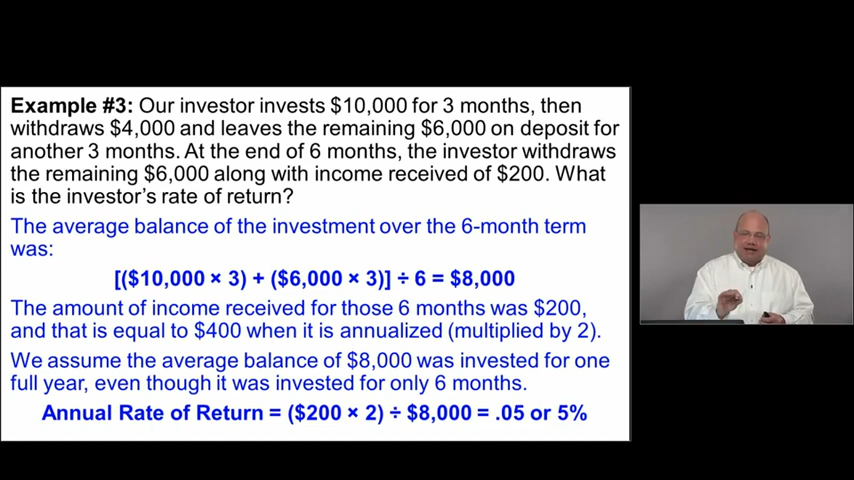 Example #3: Our investor invests $10,000 for 3 months, then
withdraws $4,000 and leaves the remaining $6,000 on deposit for
another 3 months. At the end of 6 months, the investor withdraws
the remaining $6,000 along with income received of $200. What
is the investor's rate of return?
The average balance of the investment over the 6-month term
was:
[($10,000 × 3) + ($6,000 × 3)] ÷ 6 = $8,000
The amount of income received for those 6 months was $200,
and that is equal to $400 when it is annualized (multiplied by 2).
We assume the average balance of $8,000 was invested for one
full year, even though it was invested for only 6 months.
Annual Rate of Return = ($200 × 2) ÷ $8,000 = .05 or 5%